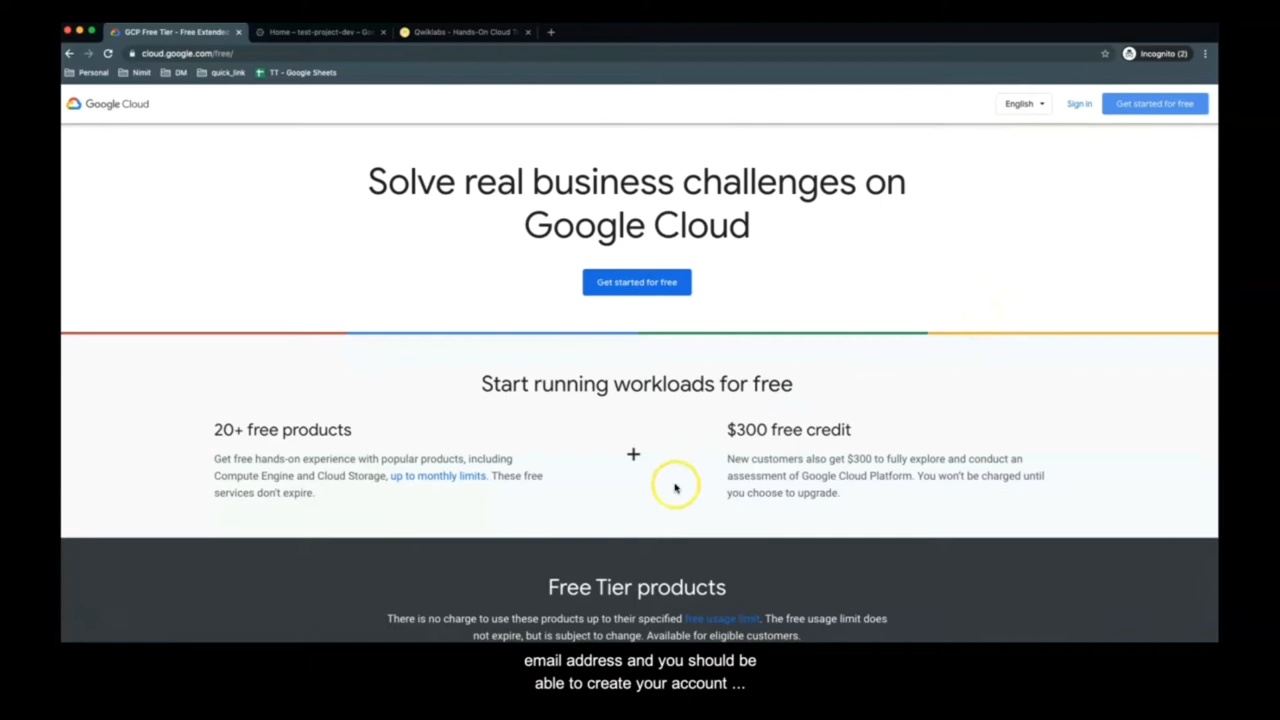 GCP Free Tier - Free Extended
Home – test-project-dev – Goo
Qwiklabs - Hands-On Cloud T
cloud.google.com/free/
Incognito (2)
Personal
Nimit
DM
quick_link
TT - Google Sheets
Google Cloud
English
Sign in
Get started for free
Solve real business challenges on
Google Cloud
Get started for free
Start running workloads for free
20+ free products
Get free hands-on experience with popular products, including
Compute Engine and Cloud Storage, up to monthly limits. These free
services don't expire.
+
$300 free credit
New customers also get $300 to fully explore and conduct an
assessment of Google Cloud Platform. You won't be charged until
you choose to upgrade.
Free Tier products
There is no charge to use these products up to their specified free usage limit. The free usage limit does
not expire, but is subject to change. Available for eligible customers.
email address and you should be
able to create your account ...